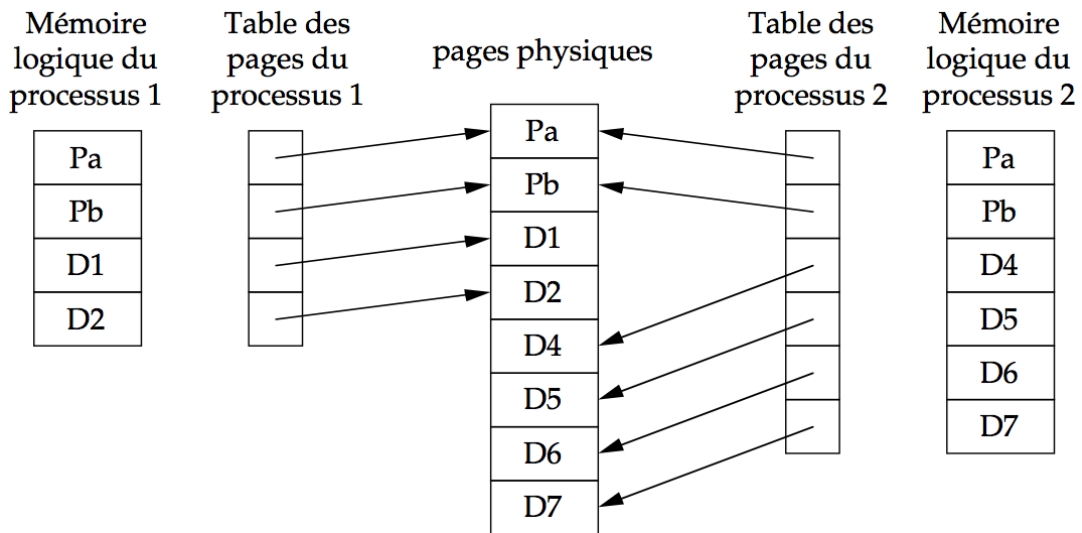 Mémoire
logique du
processus 1
Table des
pages du
processus 1
pages physiques
Table des
pages du
processus 2
Mémoire
logique du
processus 2
Pa
Pb
D1
D2
Pa
Pb
D1
D2
D4
D5
D6
D7
Pa
Pb
D4
D5
D6
D7